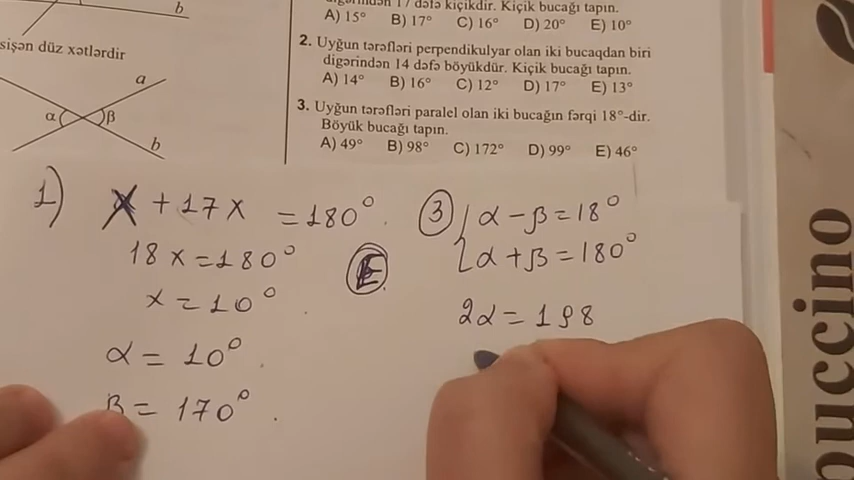 b
sişən düz xətlərdir
a
α
β
b
17 dəfə kiçikdir. Kiçik bucağı tapın.
A) 15° B) 17° C) 16° D) 20° E) 10°
2. Uyğun tərəfləri perpendikulyar olan iki bucaqdan biri
digərindən 14 dəfə böyükdür. Kiçik bucağı tapın.
A) 14° B) 16° C) 12° D) 17° E) 13°
3. Uyğun tərəfləri paralel olan iki bucağın fərqi 18°-dir.
Böyük bucağı tapın.
A) 49° B) 98° C) 172° D) 99° E) 46°
1) x + 17x = 180°
18x = 180°
x = 10°
α = 10°
β = 170°
E
3 α - β = 18°
α + β = 180°
2α = 198
puccino